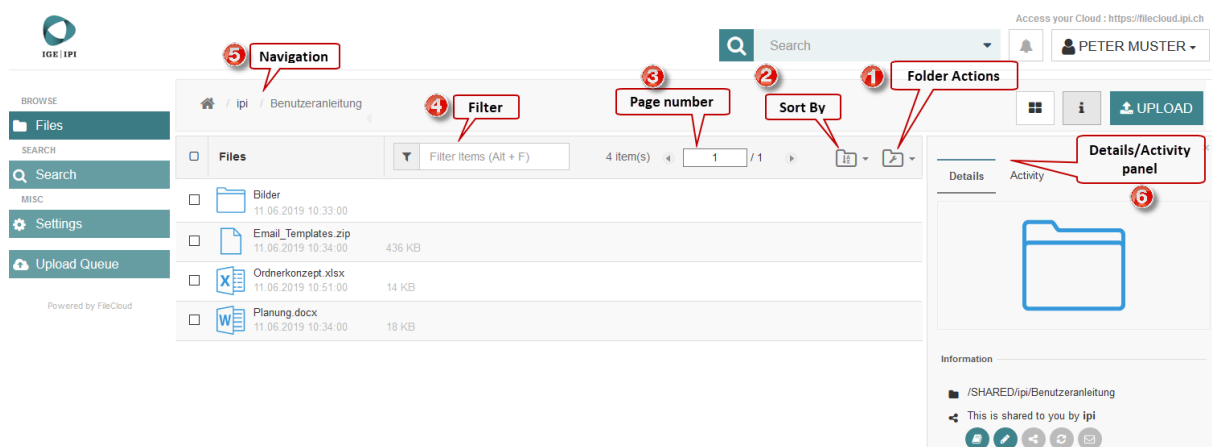 Access your Cloud : https://filecloud.ipi.ch
IGE|IPI
5 Navigation
Search
PETER MUSTER
3
2
1 Folder Actions
BROWSE
/ ipi / Benutzeranleitung
4 Filter
Page number
Sort By
UPLOAD
Files
SEARCH
Files
Filter Items (Alt + F)
4 item(s) 1 / 1
Details/Activity
panel
Search
Details Activity
6
MISC
Bilder
11.06.2019 10:33:00
Settings
Email_Templates.zip
11.06.2019 10:34:00 436 KB
Upload Queue
Ordnerkonzept.xlsx
11.06.2019 10:51:00 14 KB
Powered by FileCloud
Planung.docx
11.06.2019 10:34:00 18 KB
Information
/SHARED/ipi/Benutzeranleitung
This is shared to you by ipi